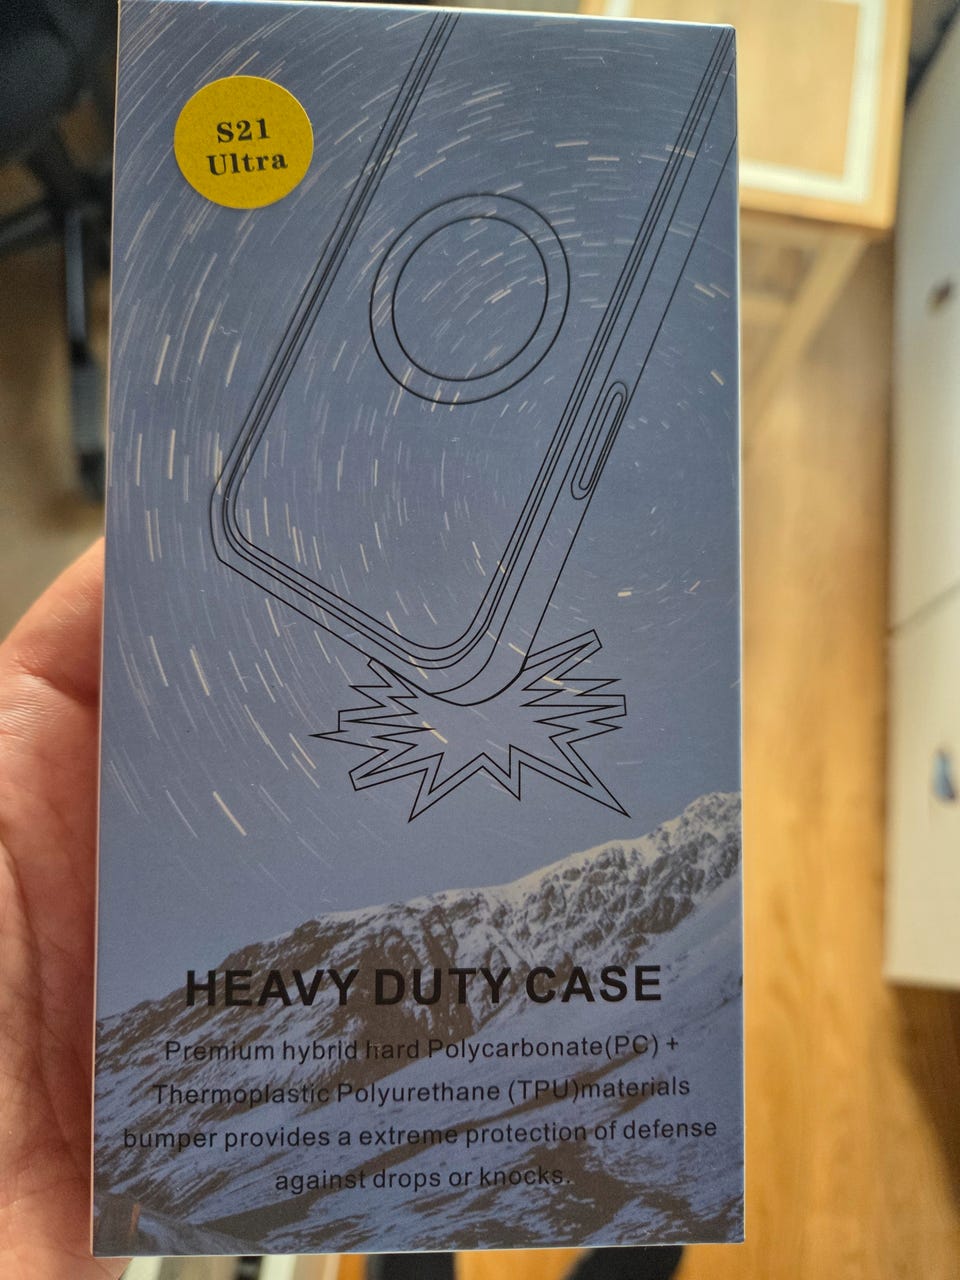 S21
Ultra
HEAVY DUTY CASE
Premium hybrid hard Polycarbonate(PC) +
Thermoplastic Polyurethane (TPU)materials
bumper provides a extreme protection of defense
against drops or knocks.